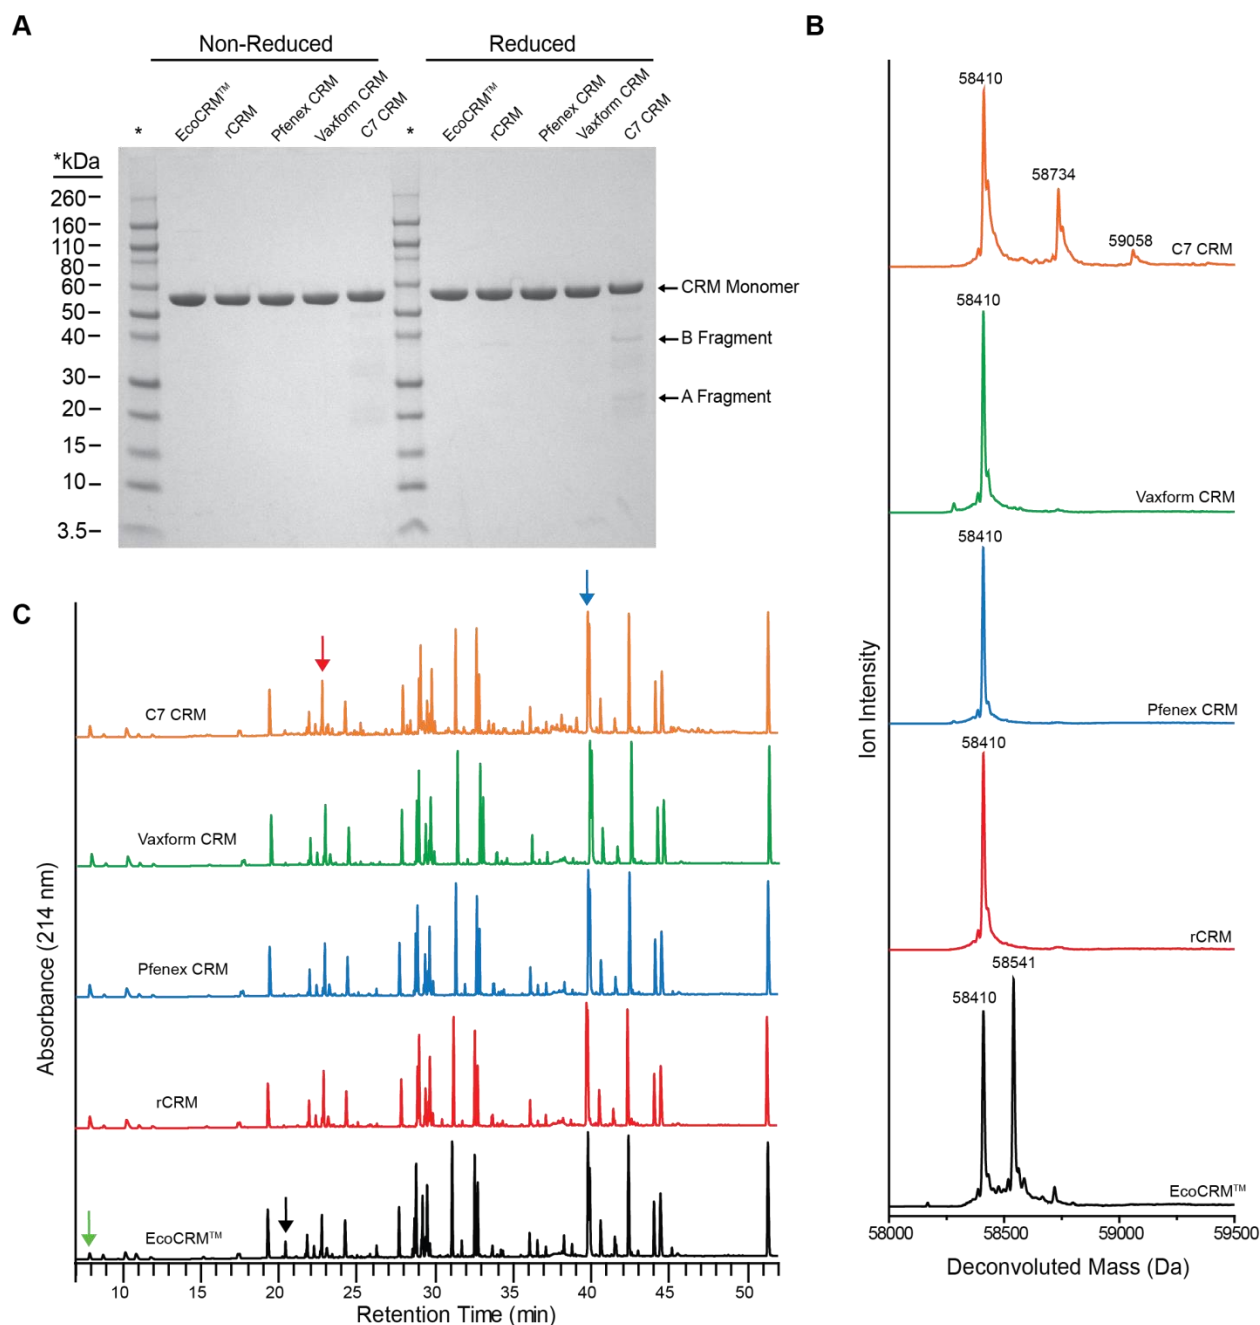 A
Non-Reduced
Reduced
*
EcoCRM™
rCRM
Pfenex CRM
Vaxform CRM
C7 CRM
*
EcoCRM™
rCRM
Pfenex CRM
Vaxform CRM
C7 CRM
*kDa
260
160
110
80
60
50
40
30
20
15
10
3.5
CRM Monomer
B Fragment
A Fragment
B
58410
58734
59058
C7 CRM
58410
Vaxform CRM
58410
Pfenex CRM
58410
rCRM
58541
58410
EcoCRM™
Ion Intensity
58000
58500
59000
59500
Deconvoluted Mass (Da)
C
C7 CRM
Vaxform CRM
Pfenex CRM
rCRM
EcoCRM™
Absorbance (214 nm)
10
15
20
25
30
35
40
45
50
Retention Time (min)